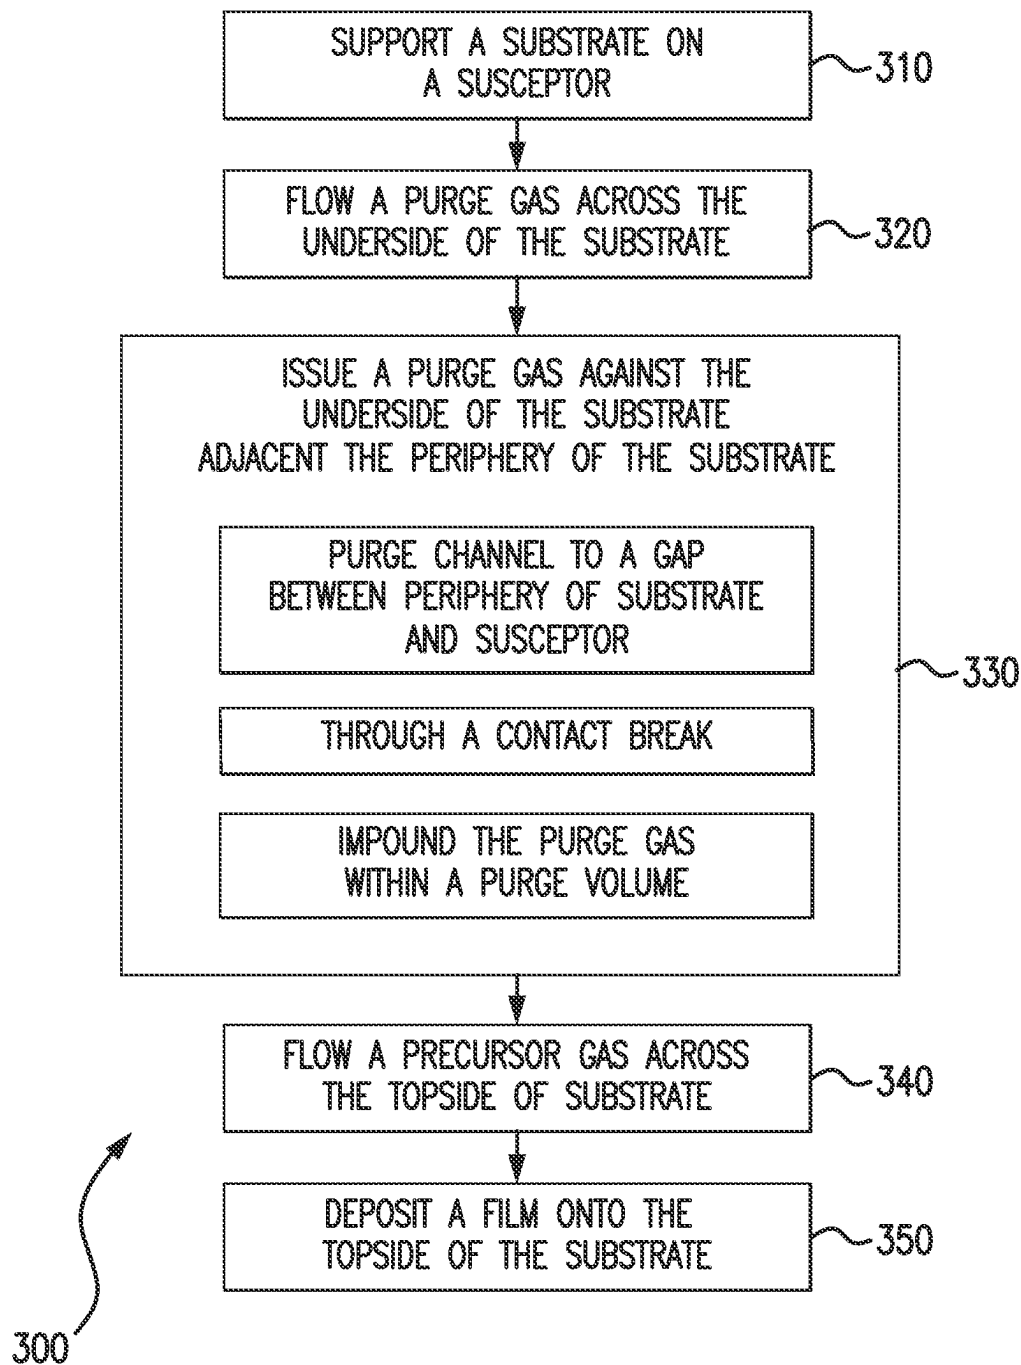 SUPPORT A SUBSTRATE ON
A SUSCEPTOR
310
FLOW A PURGE GAS ACROSS THE
UNDERSIDE OF THE SUBSTRATE
320
ISSUE A PURGE GAS AGAINST THE
UNDERSIDE OF THE SUBSTRATE
ADJACENT THE PERIPHERY OF THE SUBSTRATE
PURGE CHANNEL TO A GAP
BETWEEN PERIPHERY OF SUBSTRATE
AND SUSCEPTOR
330
THROUGH A CONTACT BREAK
IMPOUND THE PURGE GAS
WITHIN A PURGE VOLUME
FLOW A PRECURSOR GAS ACROSS
THE TOPSIDE OF SUBSTRATE
340
DEPOSIT A FILM ONTO THE
TOPSIDE OF THE SUBSTRATE
350
300